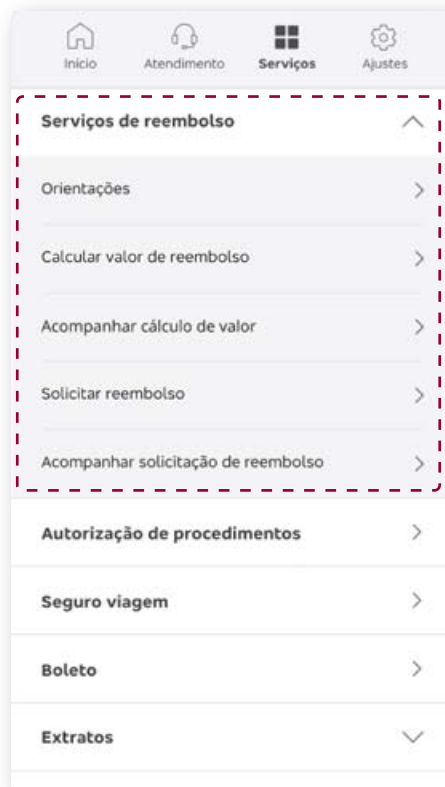 Início Atendimento Serviços Ajustes
Serviços de reembolso
Orientações
Calcular valor de reembolso
Acompanhar cálculo de valor
Solicitar reembolso
Acompanhar solicitação de reembolso
Autorização de procedimentos
Seguro viagem
Boleto
Extratos